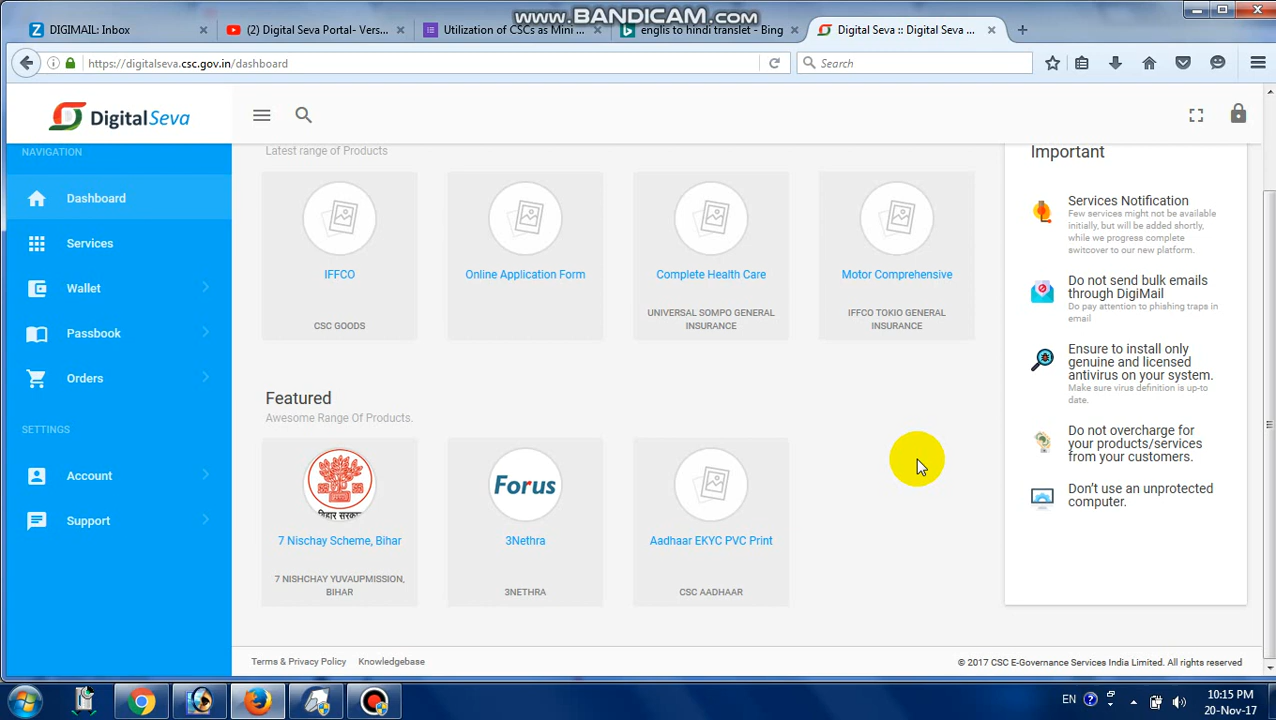 www.BANDICAM.com
DIGIMAIL: Inbox
(2) Digital Seva Portal- Vers...
Utilization of CSCs as Mini ...
englis to hindi translet - Bing
Digital Seva :: Digital Seva ...
https://digitalseva.csc.gov.in/dashboard
Search
DigitalSeva
NAVIGATION
Dashboard
Services
Wallet
Passbook
Orders
SETTINGS
Account
Support
Latest range of Products
IFFCO
CSC GOODS
Online Application Form
Complete Health Care
UNIVERSAL SOMPO GENERAL
INSURANCE
Motor Comprehensive
IFFCO TOKIO GENERAL
INSURANCE
Featured
Awesome Range Of Products.
बिहार सरकार
7 Nischay Scheme, Bihar
7 NISHCHAY YUVAUPMISSION,
BIHAR
Forus
3Nethra
3NETHRA
Aadhaar EKYC PVC Print
CSC AADHAAR
Important
Services Notification
Few services might not be available
initially, but will be added shortly,
while we progress complete
switcover to our new platform.
Do not send bulk emails
through DigiMail
Do pay attention to phishing traps in
email
Ensure to install only
genuine and licensed
antivirus on your system.
Make sure virus definition is up-to
date.
Do not overcharge for
your products/services
from your customers.
Don't use an unprotected
computer.
Terms & Privacy Policy
Knowledgebase
© 2017 CSC E-Governance Services India Limited. All rights reserved
EN
10:15 PM
20-Nov-17